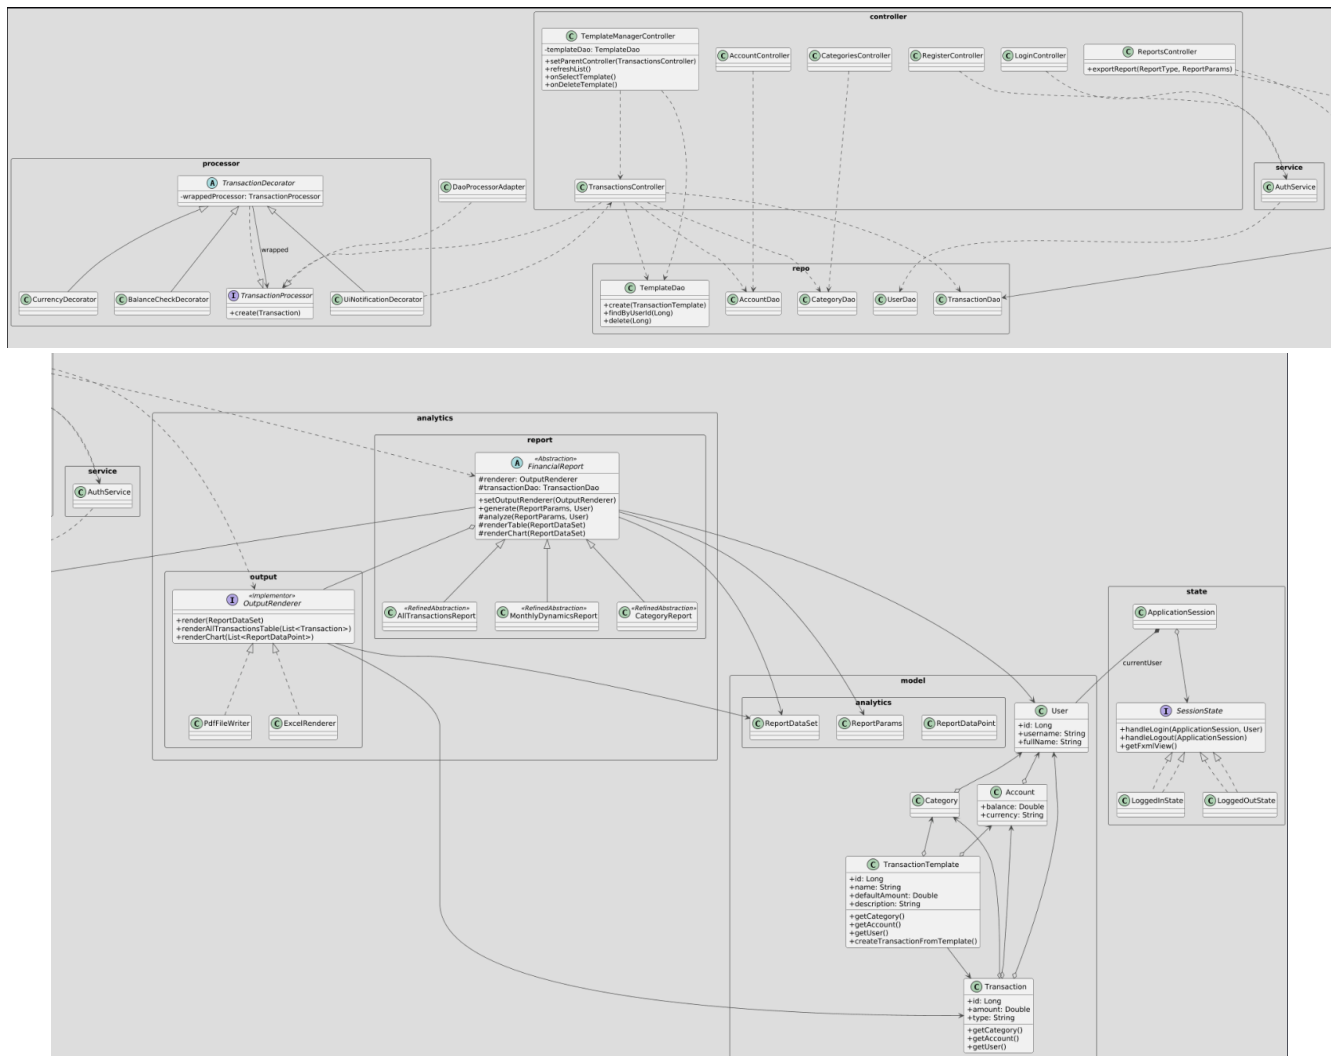 controller
C TemplateManagerController
-templateDao: TemplateDao
+setParentController(TransactionsController)
+refreshList()
+onSelectTemplate()
+onDeleteTemplate()
C AccountController
C CategoriesController
C RegisterController
C LoginController
C ReportsController
+exportReport(ReportType, ReportParams)
processor
A TransactionDecorator
-wrappedProcessor: TransactionProcessor
C DaoProcessorAdapter
C TransactionsController
service
C AuthService
wrapped
C CurrencyDecorator
C BalanceCheckDecorator
I TransactionProcessor
+create(Transaction)
C UiNotificationDecorator
repo
C TemplateDao
+create(TransactionTemplate)
+findByUserId(Long)
+delete(Long)
C AccountDao
C CategoryDao
C UserDao
C TransactionDao
analytics
report
A «Abstraction»
FinancialReport
#renderer: OutputRenderer
#transactionDao: TransactionDao
+setOutputRenderer(OutputRenderer)
+generate(ReportParams, User)
#analyze(ReportParams, User)
#renderTable(ReportDataSet)
#renderChart(ReportDataSet)
service
C AuthService
output
I «Implementor»
OutputRenderer
+render(ReportDataSet)
+renderAllTransactionsTable(List<Transaction>)
+renderChart(List<ReportDataPoint>)
C «RefinedAbstraction»
AllTransactionsReport
C «RefinedAbstraction»
MonthlyDynamicsReport
C «RefinedAbstraction»
CategoryReport
C PdfFileWriter
C ExcelRenderer
state
C ApplicationSession
currentUser
I SessionState
+handleLogin(ApplicationSession, User)
+handleLogout(ApplicationSession)
+getFxmlView()
C LoggedInState
C LoggedOutState
model
analytics
C ReportDataSet
C ReportParams
C ReportDataPoint
C User
+id: Long
+username: String
+fullName: String
C Category
C Account
+balance: Double
+currency: String
C TransactionTemplate
+id: Long
+name: String
+defaultAmount: Double
+description: String
+getCategory()
+getAccount()
+getUser()
+createTransactionFromTemplate()
C Transaction
+id: Long
+amount: Double
+type: String
+getCategory()
+getAccount()
+getUser()